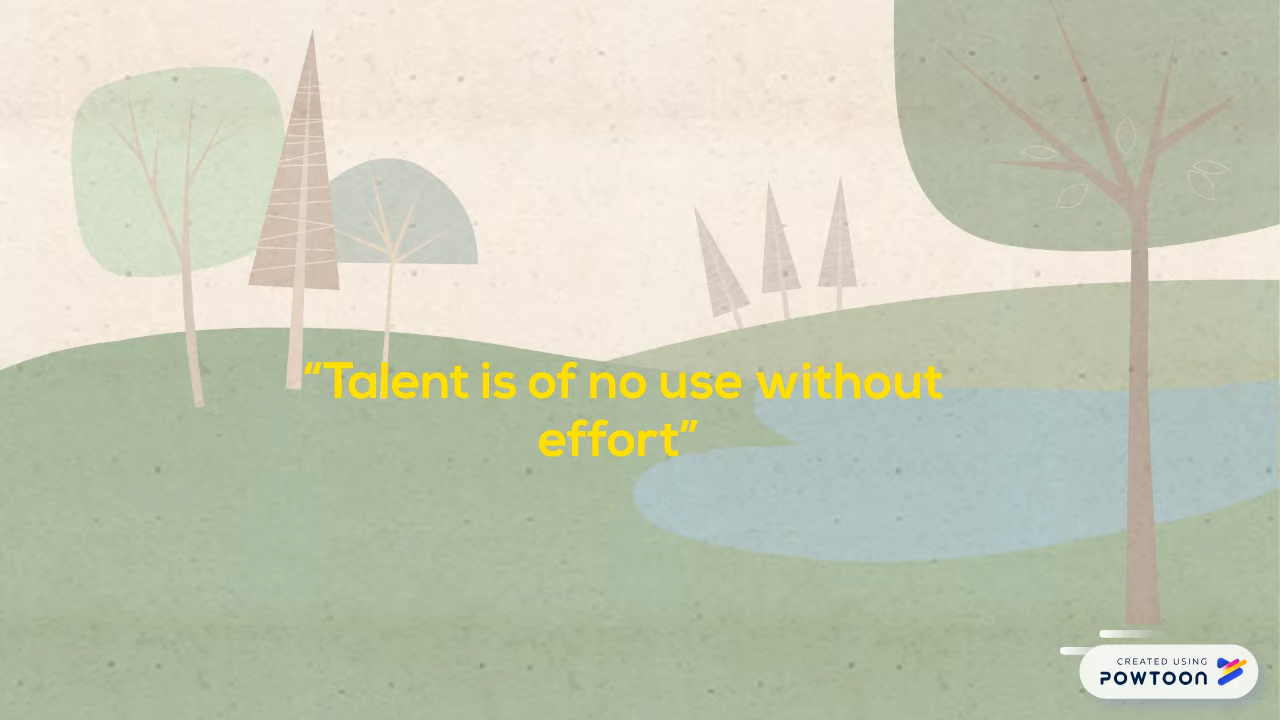 “Talent is of no use without
effort”
CREATED USING
POWTOON